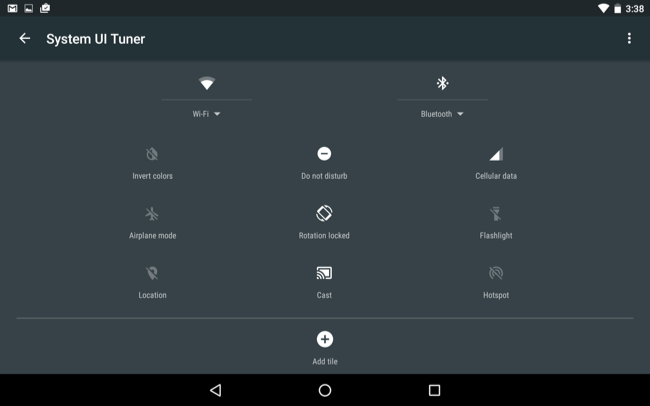 3:38
System UI Tuner
Wi-Fi
Bluetooth
Invert colors
Do not disturb
Cellular data
Airplane mode
Rotation locked
Flashlight
Location
Cast
Hotspot
Add tile